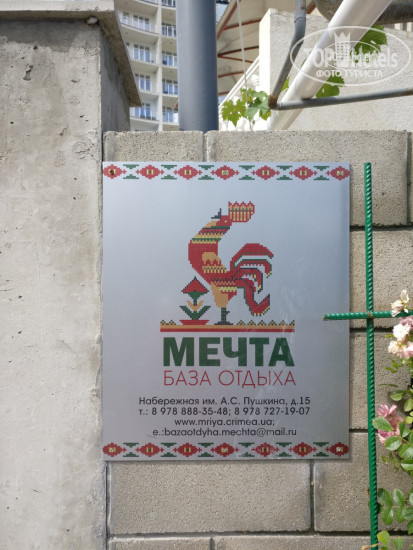 TOPHotels
ФОТО ТУРИСТА
МЕЧТА
БАЗА ОТДЫХА
Набережная им. А.С. Пушкина, д.15
т.: 8 978 888-35-48; 8 978 727-19-07
www.mriya.crimea.ua;
e.:bazaotdyha.mechta@mail.ru